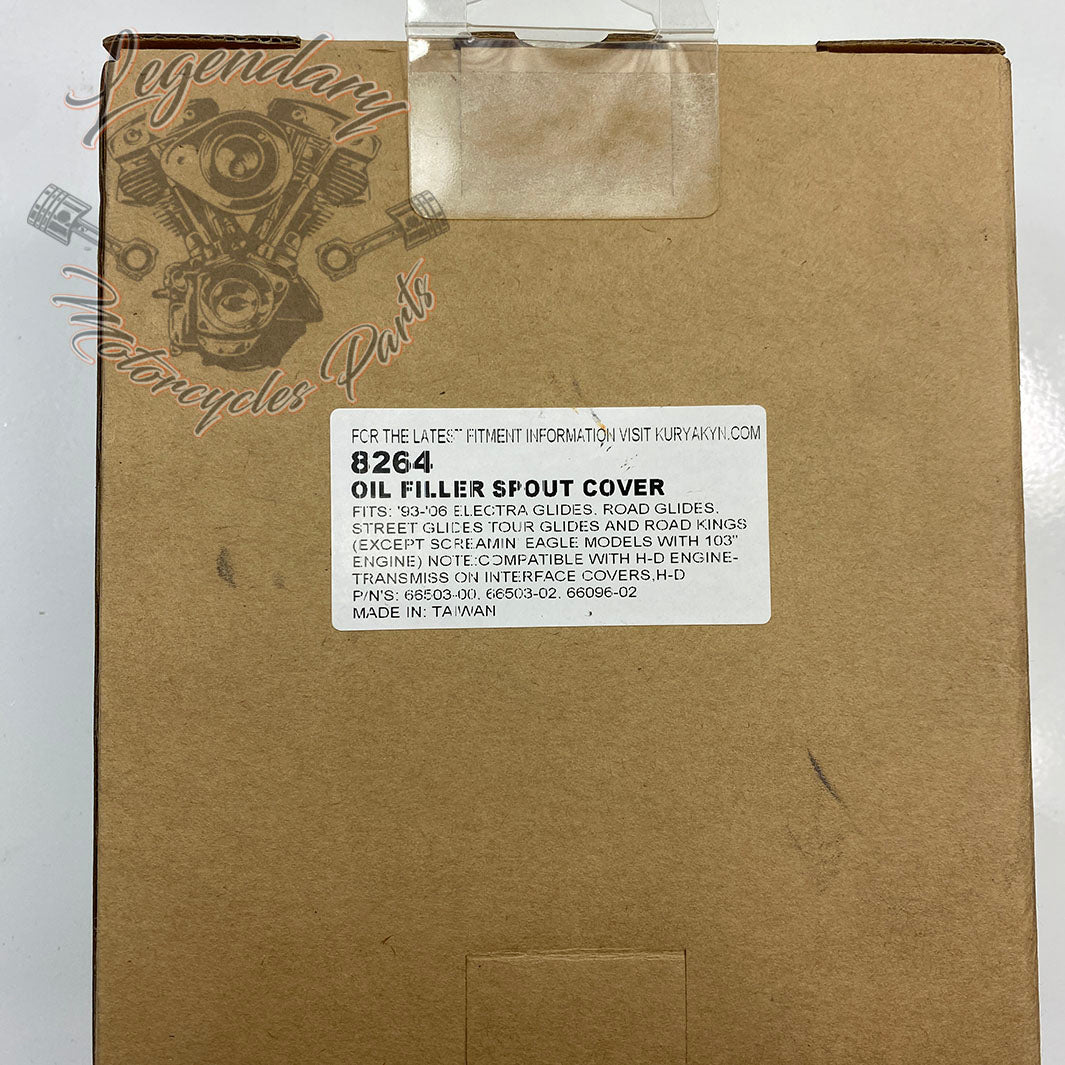 Legendary
Motorcycles Parts
FOR THE LATEST FITMENT INFORMATION VISIT KURYAKYN.COM
8264
OIL FILLER SPOUT COVER
FITS: '93-'06 ELECTRA GLIDES, ROAD GLIDES,
STREET GLIDES TOUR GLIDES AND ROAD KINGS
(EXCEPT SCREAMIN' EAGLE MODELS WITH 103"
ENGINE) NOTE:COMPATIBLE WITH H-D ENGINE-
TRANSMISSION INTERFACE COVERS,H-D
P/N'S: 66503-00, 66503-02, 66096-02
MADE IN: TAIWAN